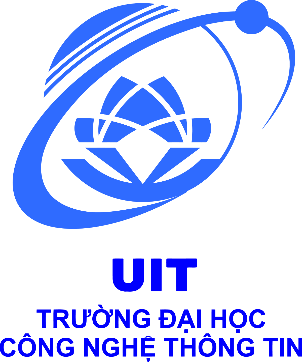 UIT
TRƯỜNG ĐẠI HỌC
CÔNG NGHỆ THÔNG TIN